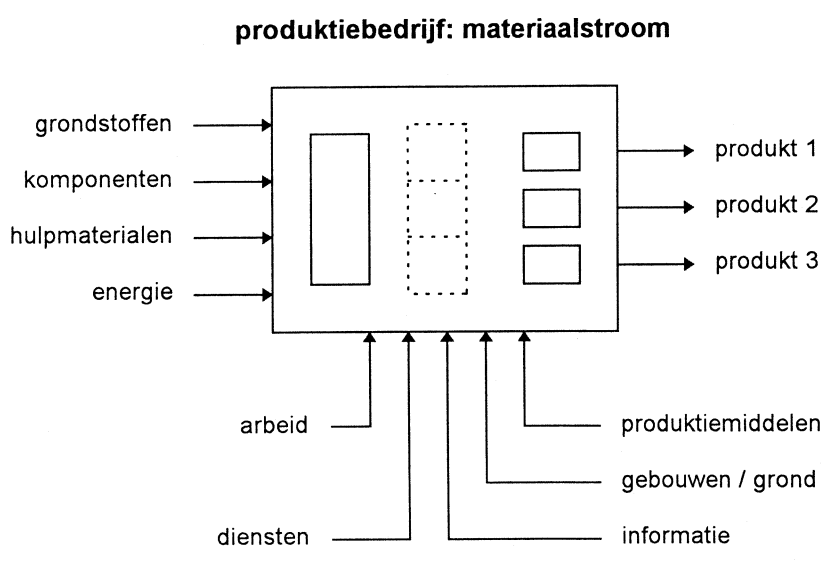 produktiebedrijf: materiaalstroom
grondstoffen
komponenten
hulpmaterialen
energie
produkt 1
produkt 2
produkt 3
arbeid
diensten
produktiemiddelen
gebouwen / grond
informatie